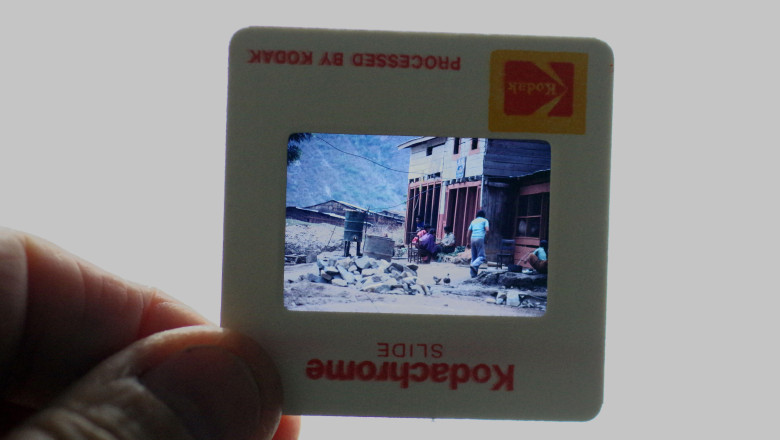 PROCESSED BY KODAK
Kodak
Kodachrome
SLIDE